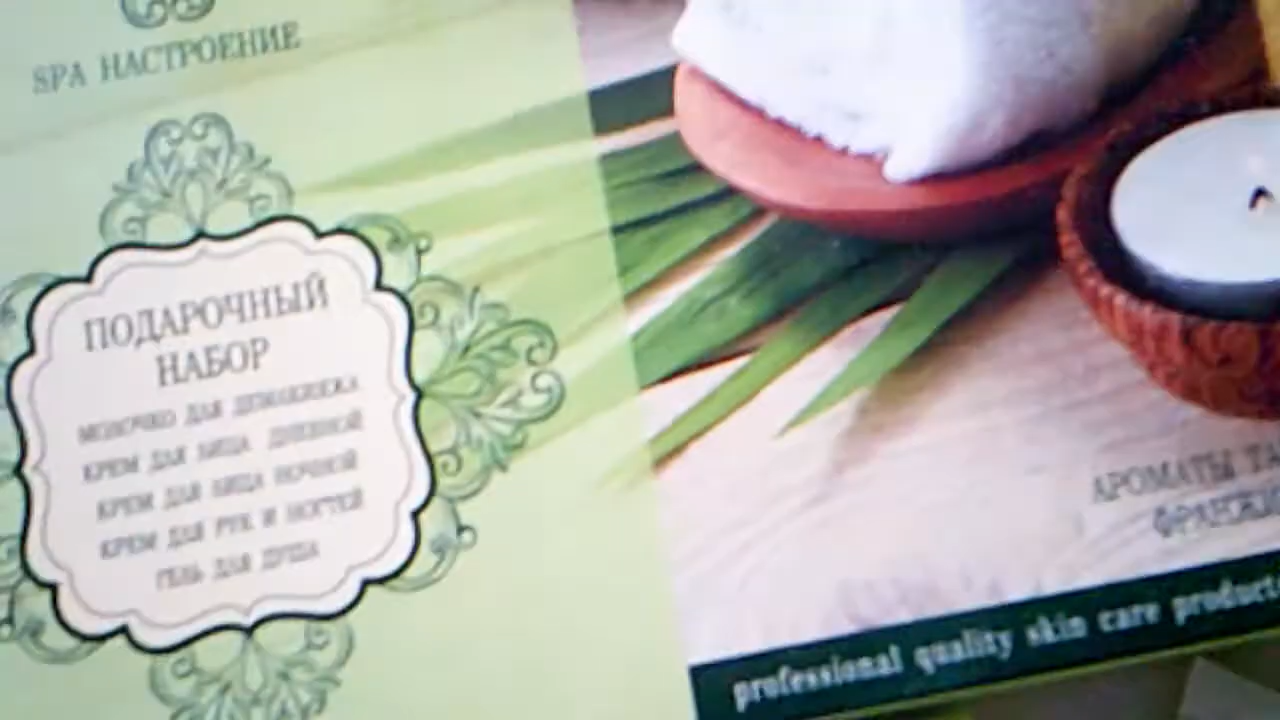 SPA НАСТРОЕНИЕ
ПОДАРОЧНЫЙ
НАБОР
МОЛОЧКО ДЛЯ ДЕМАКИЯЖА
КРЕМ ДЛЯ ЛИЦА ДНЕВНОЙ
КРЕМ ДЛЯ ЛИЦА НОЧНОЙ
КРЕМ ДЛЯ РУК И НОГТЕЙ
ГЕЛЬ ДЛЯ ДУША
АРОМАТЫ ТА
professional quality skin care products